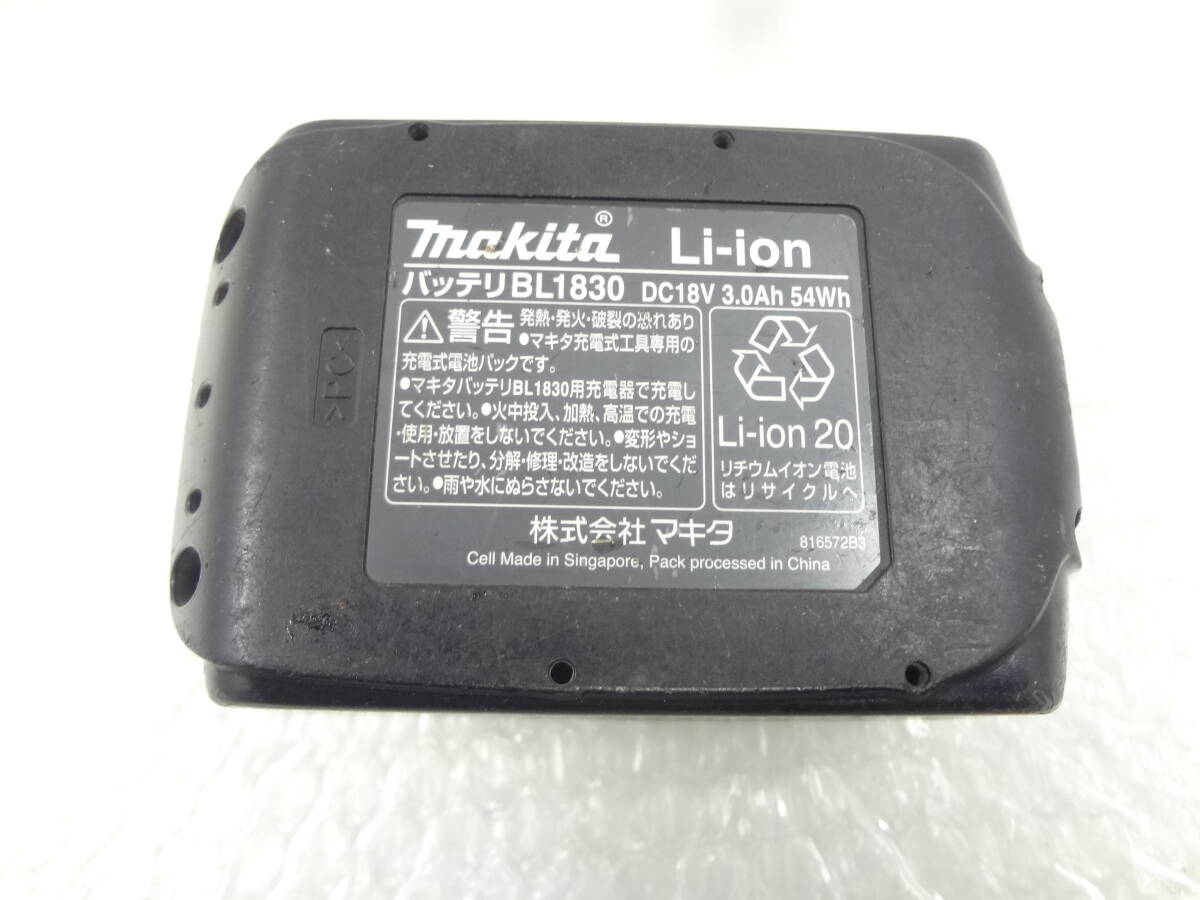 makita® Li-ion
バッテリBL1830 DC18V 3.0Ah 54Wh
警告 発熱・発火・破裂の恐れあり
●マキタ充電式工具専用の
充電式電池パックです。
●マキタバッテリBL1830用充電器で充電し
てください。●火中投入、加熱、高温での充電
・使用・放置をしないでください。●変形やショ
ートさせたり、分解・修理・改造をしないでくだ
さい。●雨や水にぬらさないでください。
Li-ion 20
リチウムイオン電池
はリサイクルへ
株式会社マキタ
816572B3
Cell Made in Singapore, Pack processed in China
>PC<